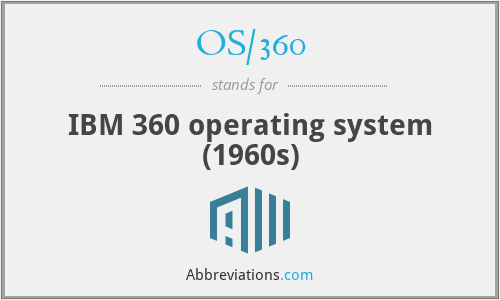 OS/360
stands for
IBM 360 operating system
(1960s)
Abbreviations.com